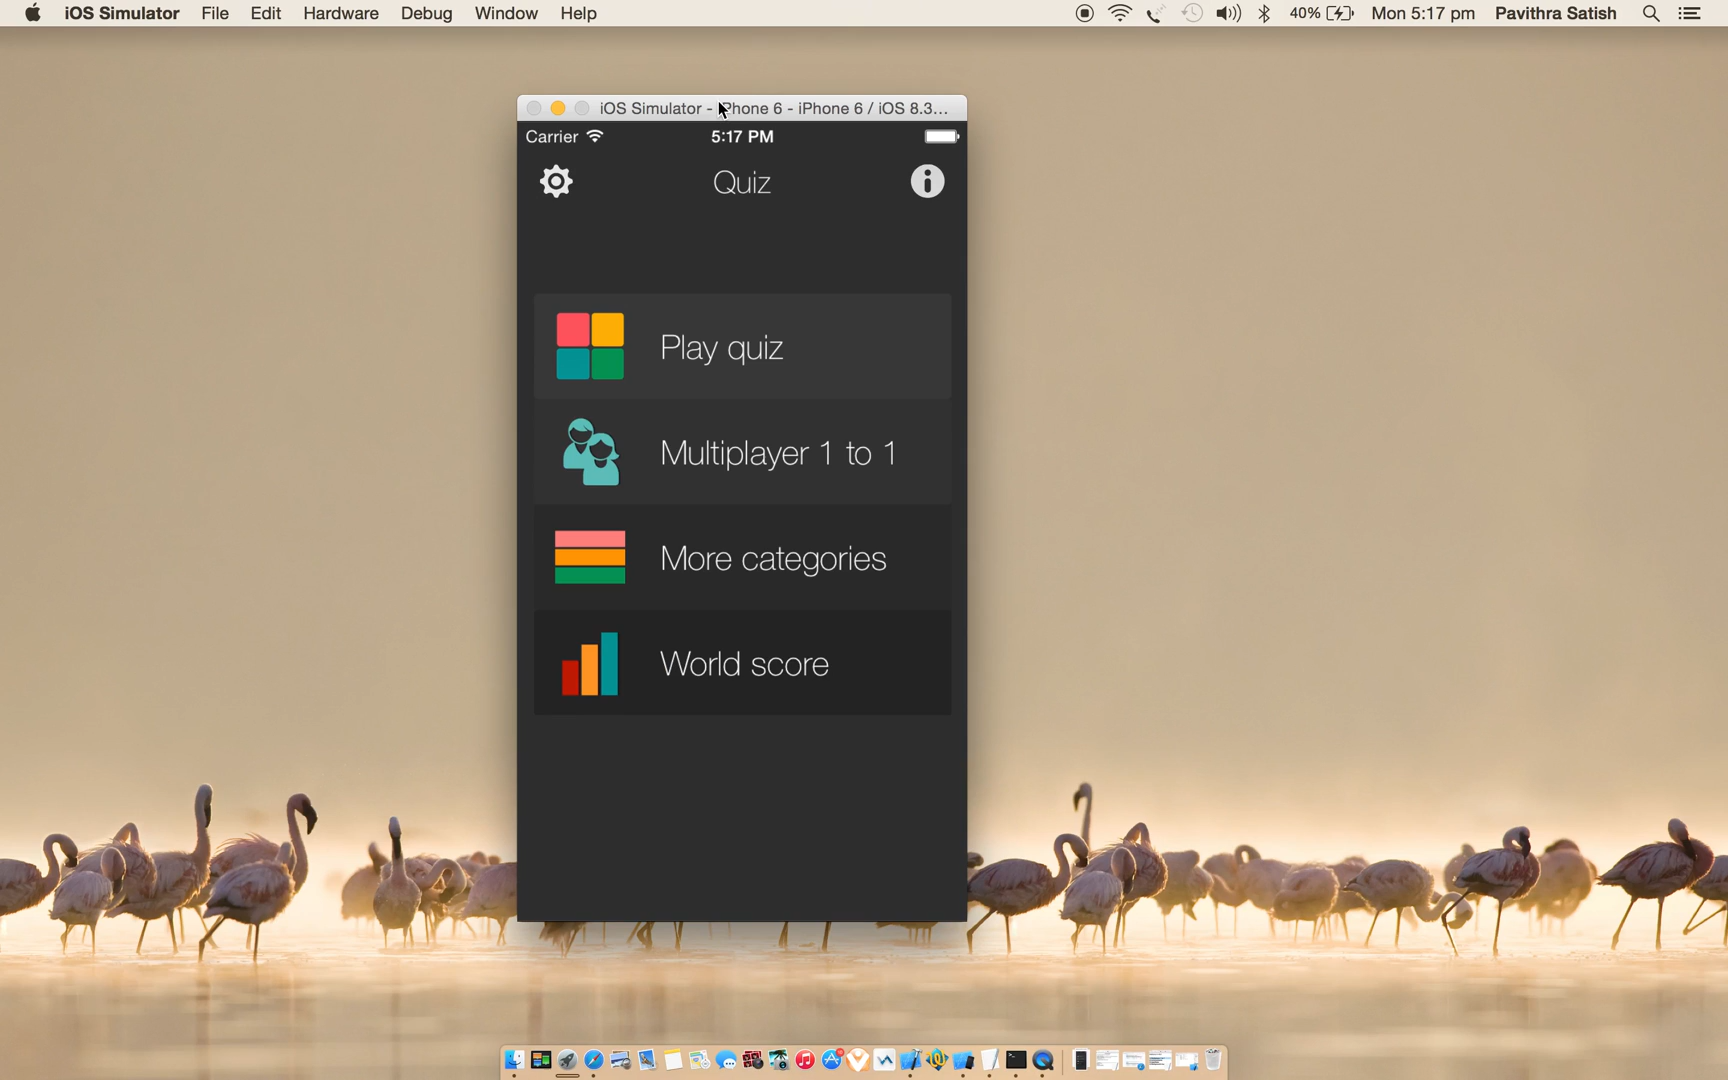 iOS Simulator File Edit Hardware Debug Window Help 40% Mon 5:17 pm Pavithra Satish
iOS Simulator - iPhone 6 - iPhone 6 / iOS 8.3...
Carrier 5:17 PM
Quiz
Play quiz
Multiplayer 1 to 1
More categories
World score